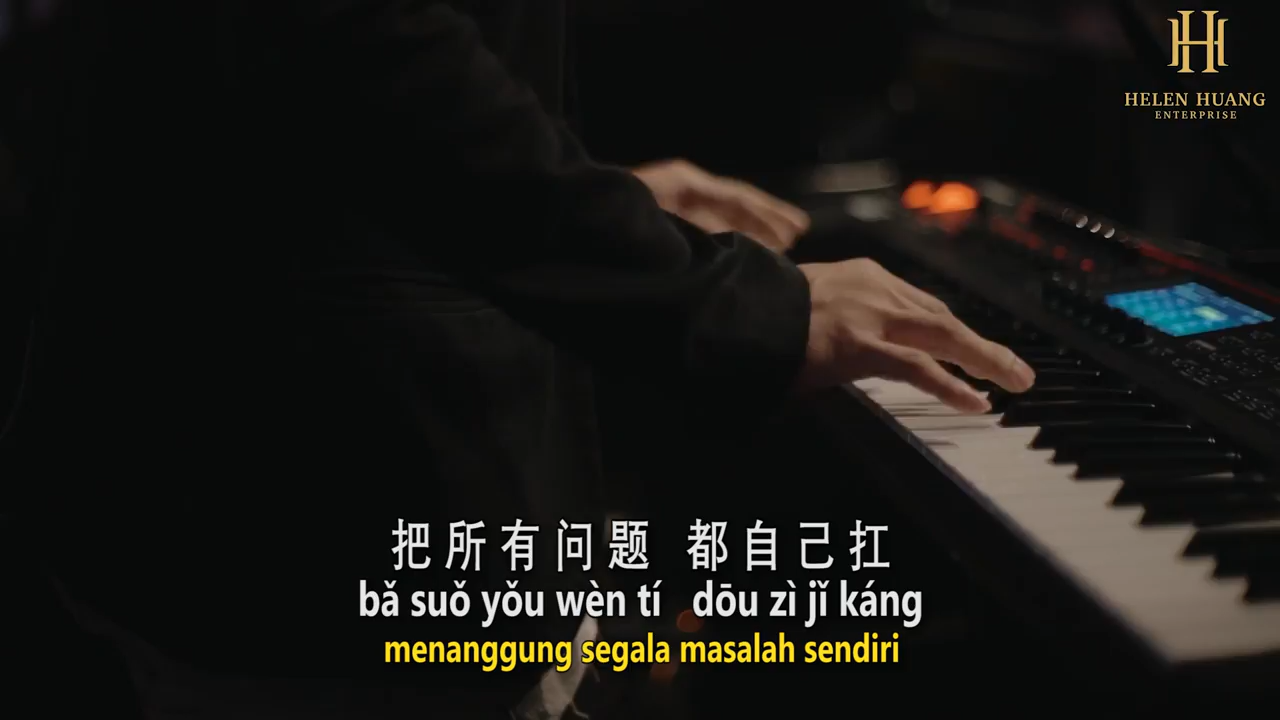 HELEN HUANG
ENTERPRISE
把所有问题 都自己扛
bǎ suǒ yǒu wèn tí dōu zì jǐ káng
menanggung segala masalah sendiri